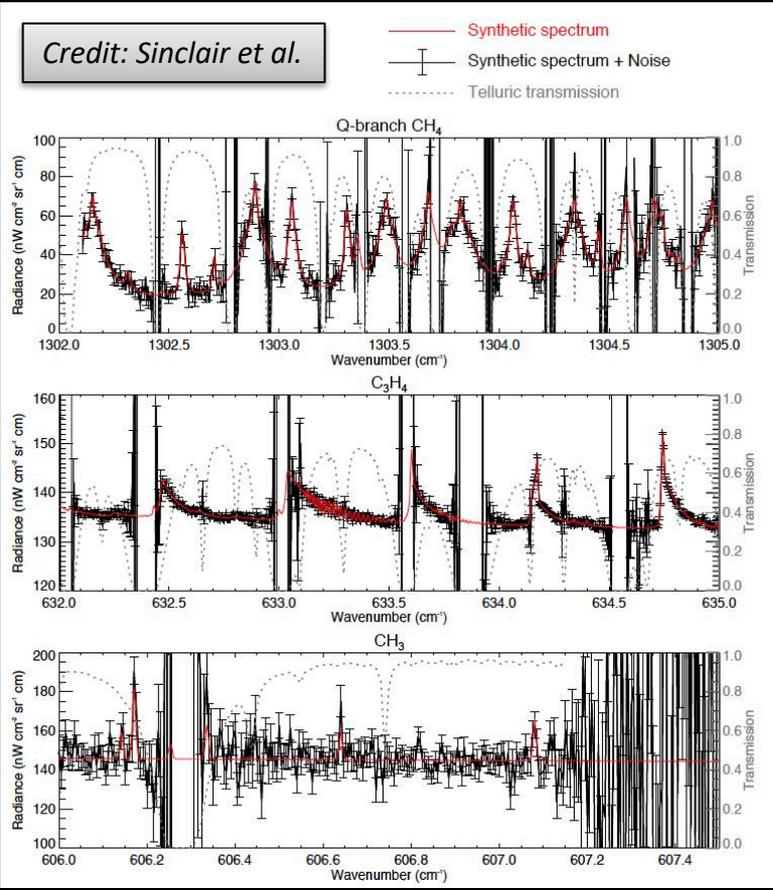 Credit: Sinclair et al.
Synthetic spectrum
Synthetic spectrum + Noise
Telluric transmission
Q-branch CH₄
Radiance (nW cm² sr⁻¹ cm)
100
80
60
40
20
0
1.0
0.8
0.6
0.4
0.2
0.0
Transmission
1302.0 1302.5 1303.0 1303.5 1304.0 1304.5 1305.0
Wavenumber (cm⁻¹)
C₃H₄
Radiance (nW cm² sr⁻¹ cm)
160
150
140
130
120
1.0
0.8
0.6
0.4
0.2
0.0
Transmission
632.0 632.5 633.0 633.5 634.0 634.5 635.0
Wavenumber (cm⁻¹)
CH₃
Radiance (nW cm² sr⁻¹ cm)
200
180
160
140
120
100
1.0
0.8
0.6
0.4
0.2
0.0
Transmission
606.0 606.2 606.4 606.6 606.8 607.0 607.2 607.4
Wavenumber (cm⁻¹)